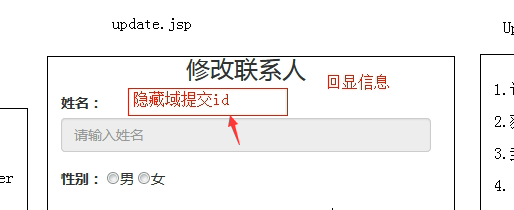 update.jsp
修改联系人
回显信息
姓名：
隐藏域提交id
请输入姓名
性别：
男
女
er
1.
2.
3.
4.